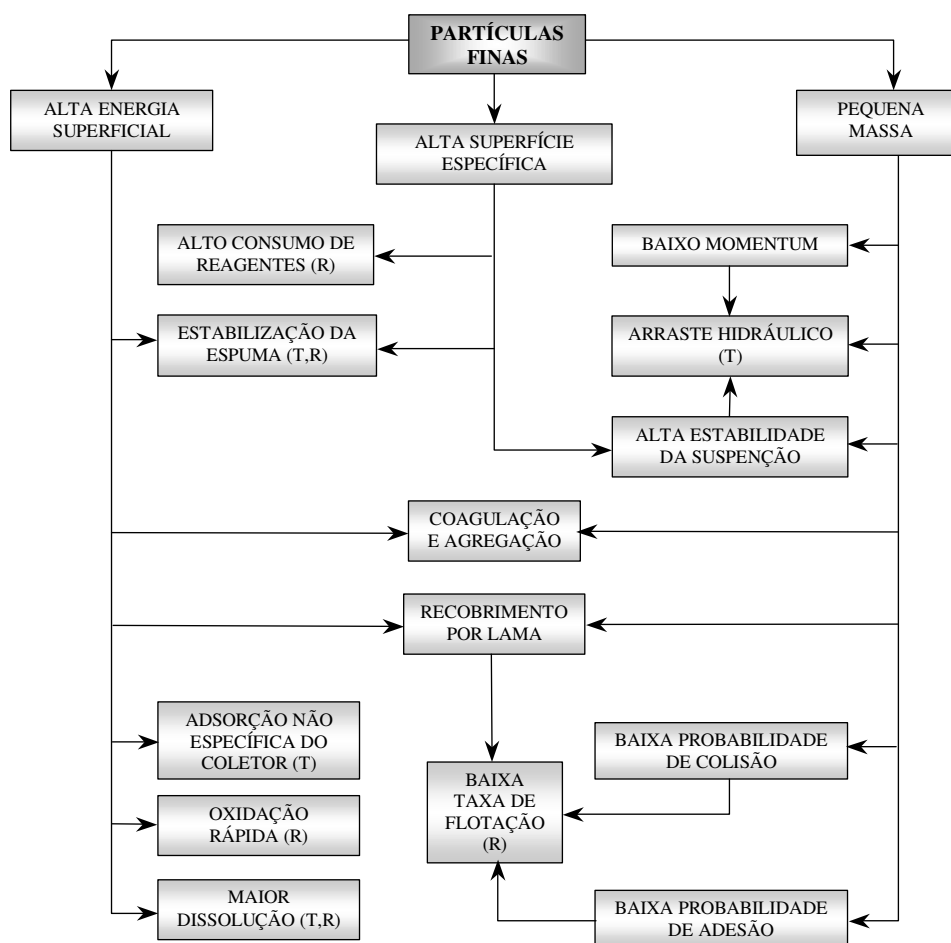 PARTÍCULAS
FINAS
ALTA ENERGIA
SUPERFICIAL
ALTA SUPERFÍCIE
ESPECÍFICA
PEQUENA
MASSA
ALTO CONSUMO DE
REAGENTES (R)
BAIXO MOMENTUM
ESTABILIZAÇÃO DA
ESPUMA (T,R)
ARRASTE HIDRÁULICO
(T)
ALTA ESTABILIDADE
DA SUSPENÇÃO
COAGULAÇÃO
E AGREGAÇÃO
RECOBRIMENTO
POR LAMA
ADSORÇÃO NÃO
ESPECÍFICA DO
COLETOR (T)
BAIXA PROBABILIDADE
DE COLISÃO
BAIXA
TAXA DE
FLOTAÇÃO
(R)
OXIDAÇÃO
RÁPIDA (R)
MAIOR
DISSOLUÇÃO (T,R)
BAIXA PROBABILIDADE
DE ADESÃO